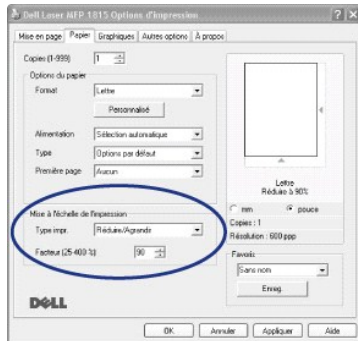 Dell Laser MFP 1815 Options d'impression
Mise en page Papier Graphiques Autres options À propos
Copies (1-999) 1
Options du papier
Format Lettre
Personnalisé
Alimentation Sélection automatique
Type Options par défaut
Première page Aucun
Lettre
Réduire à 90%
mm pouce
Copies : 1
Résolution : 600 ppp
Mise à l'échelle de l'impression
Type impr. Réduire/Agrandir
Facteur (25-400 %) 90
Favoris
Sans nom
Enreg.
DELL
OK Annuler Appliquer Aide